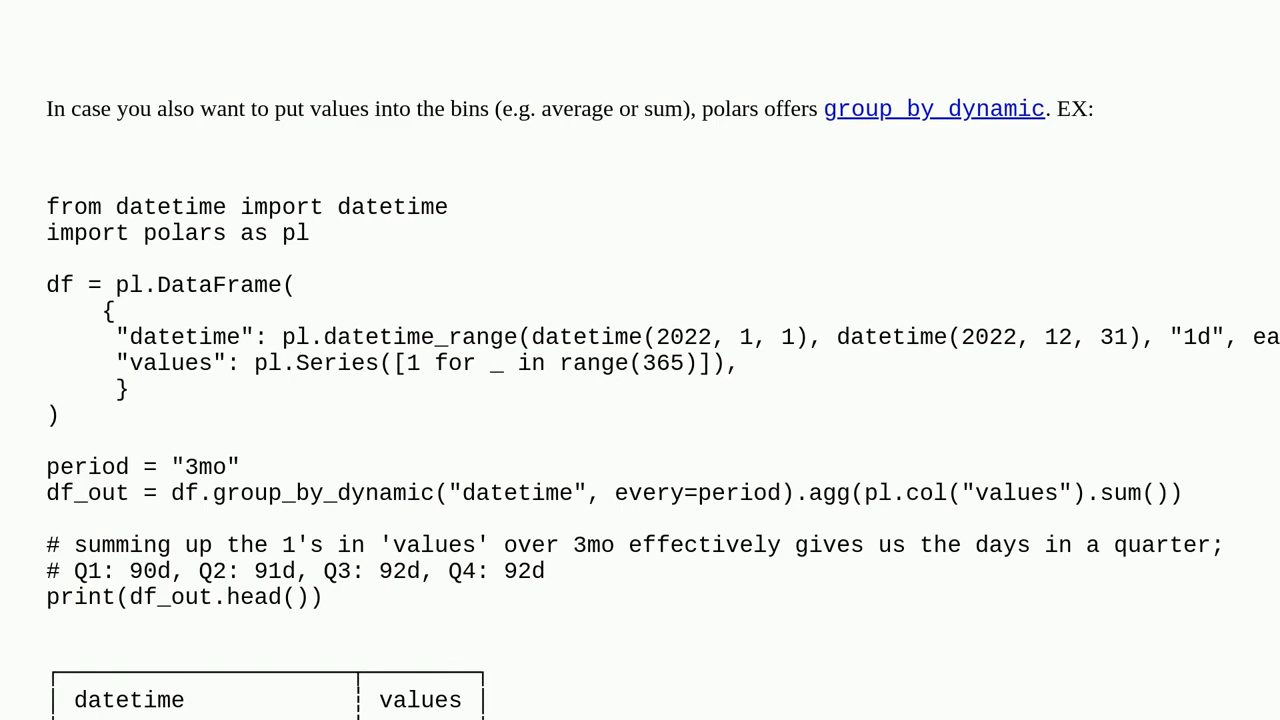 In case you also want to put values into the bins (e.g. average or sum), polars offers group_by_dynamic. EX:
from datetime import datetime
import polars as pl
df = pl.DataFrame(
    {
     "datetime": pl.datetime_range(datetime(2022, 1, 1), datetime(2022, 12, 31), "1d", ea
     "values": pl.Series([1 for _ in range(365)]),
     }
)
period = "3mo"
df_out = df.group_by_dynamic("datetime", every=period).agg(pl.col("values").sum())
# summing up the 1's in 'values' over 3mo effectively gives us the days in a quarter;
# Q1: 90d, Q2: 91d, Q3: 92d, Q4: 92d
print(df_out.head())
datetime values